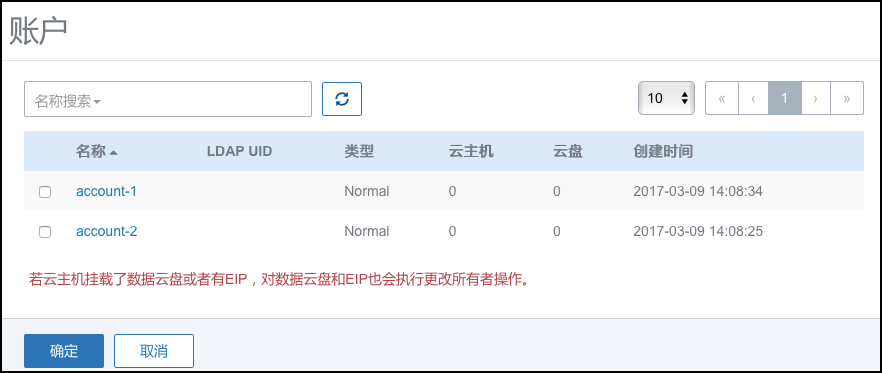 账户
名称搜索
10 « ‹ 1 › »
名称 LDAP UID 类型 云主机 云盘 创建时间
account-1 Normal 0 0 2017-03-09 14:08:34
account-2 Normal 0 0 2017-03-09 14:08:25
若云主机挂载了数据云盘或者有EIP，对数据云盘和EIP也会执行更改所有者操作。
确定 取消